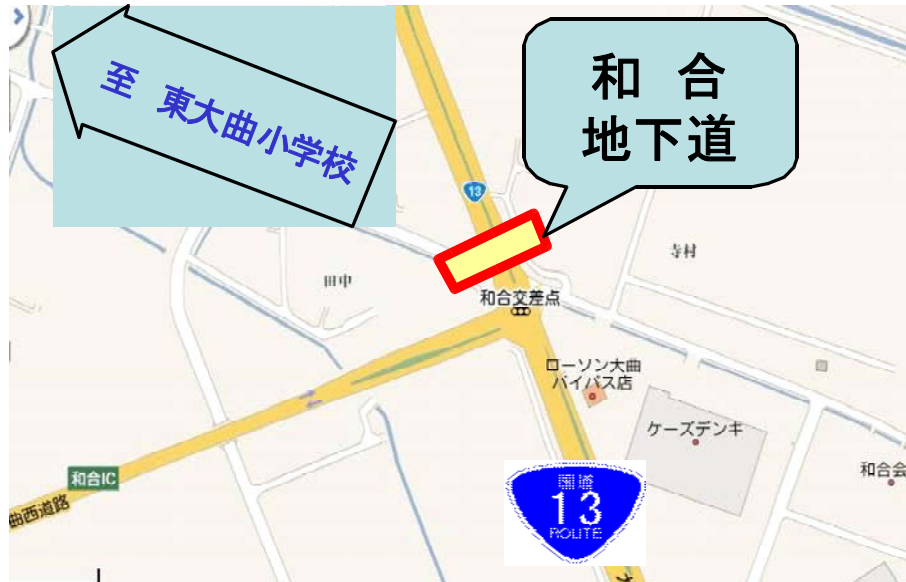 至 東大曲小学校
和 合
地下道
13
寺村
田中
和合交差点
ローソン大曲
バイパス店
ケーズデンキ
和合会
和合IC
曲西道路
国道
13
ROUTE